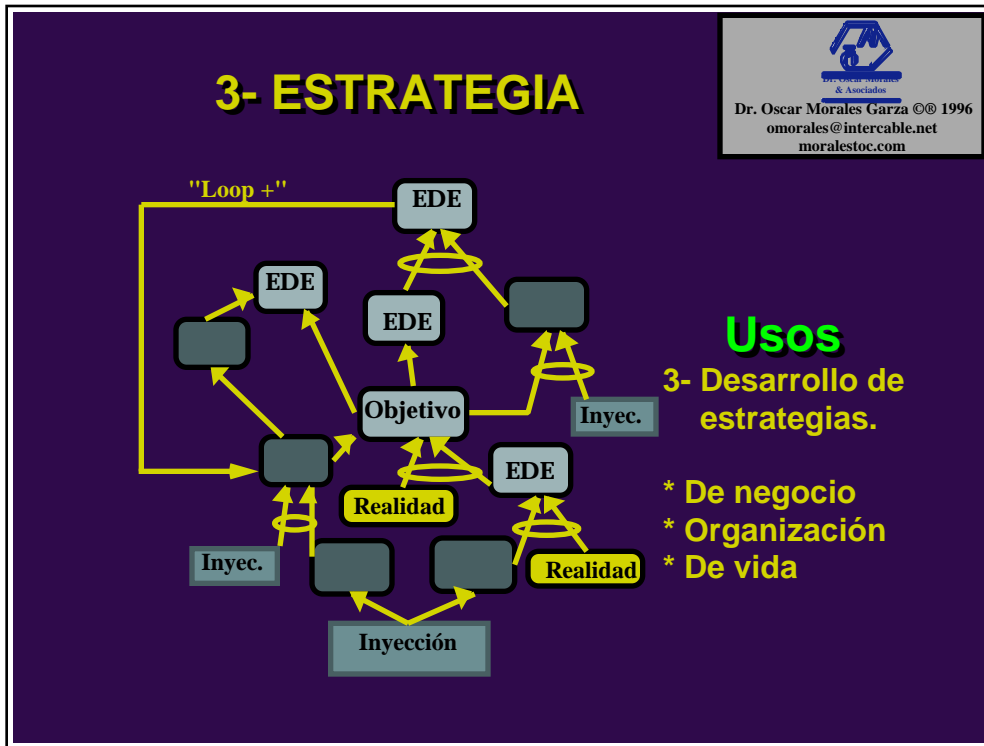 3- ESTRATEGIA
Dr. Oscar Morales
& Asociados
Dr. Oscar Morales Garza ©® 1996
omorales@intercable.net
moralestoc.com
"Loop +"
EDE
EDE
EDE
Objetivo
Inyec.
EDE
Realidad
Inyec.
Realidad
Inyección
Usos
3- Desarrollo de
estrategias.
* De negocio
* Organización
* De vida